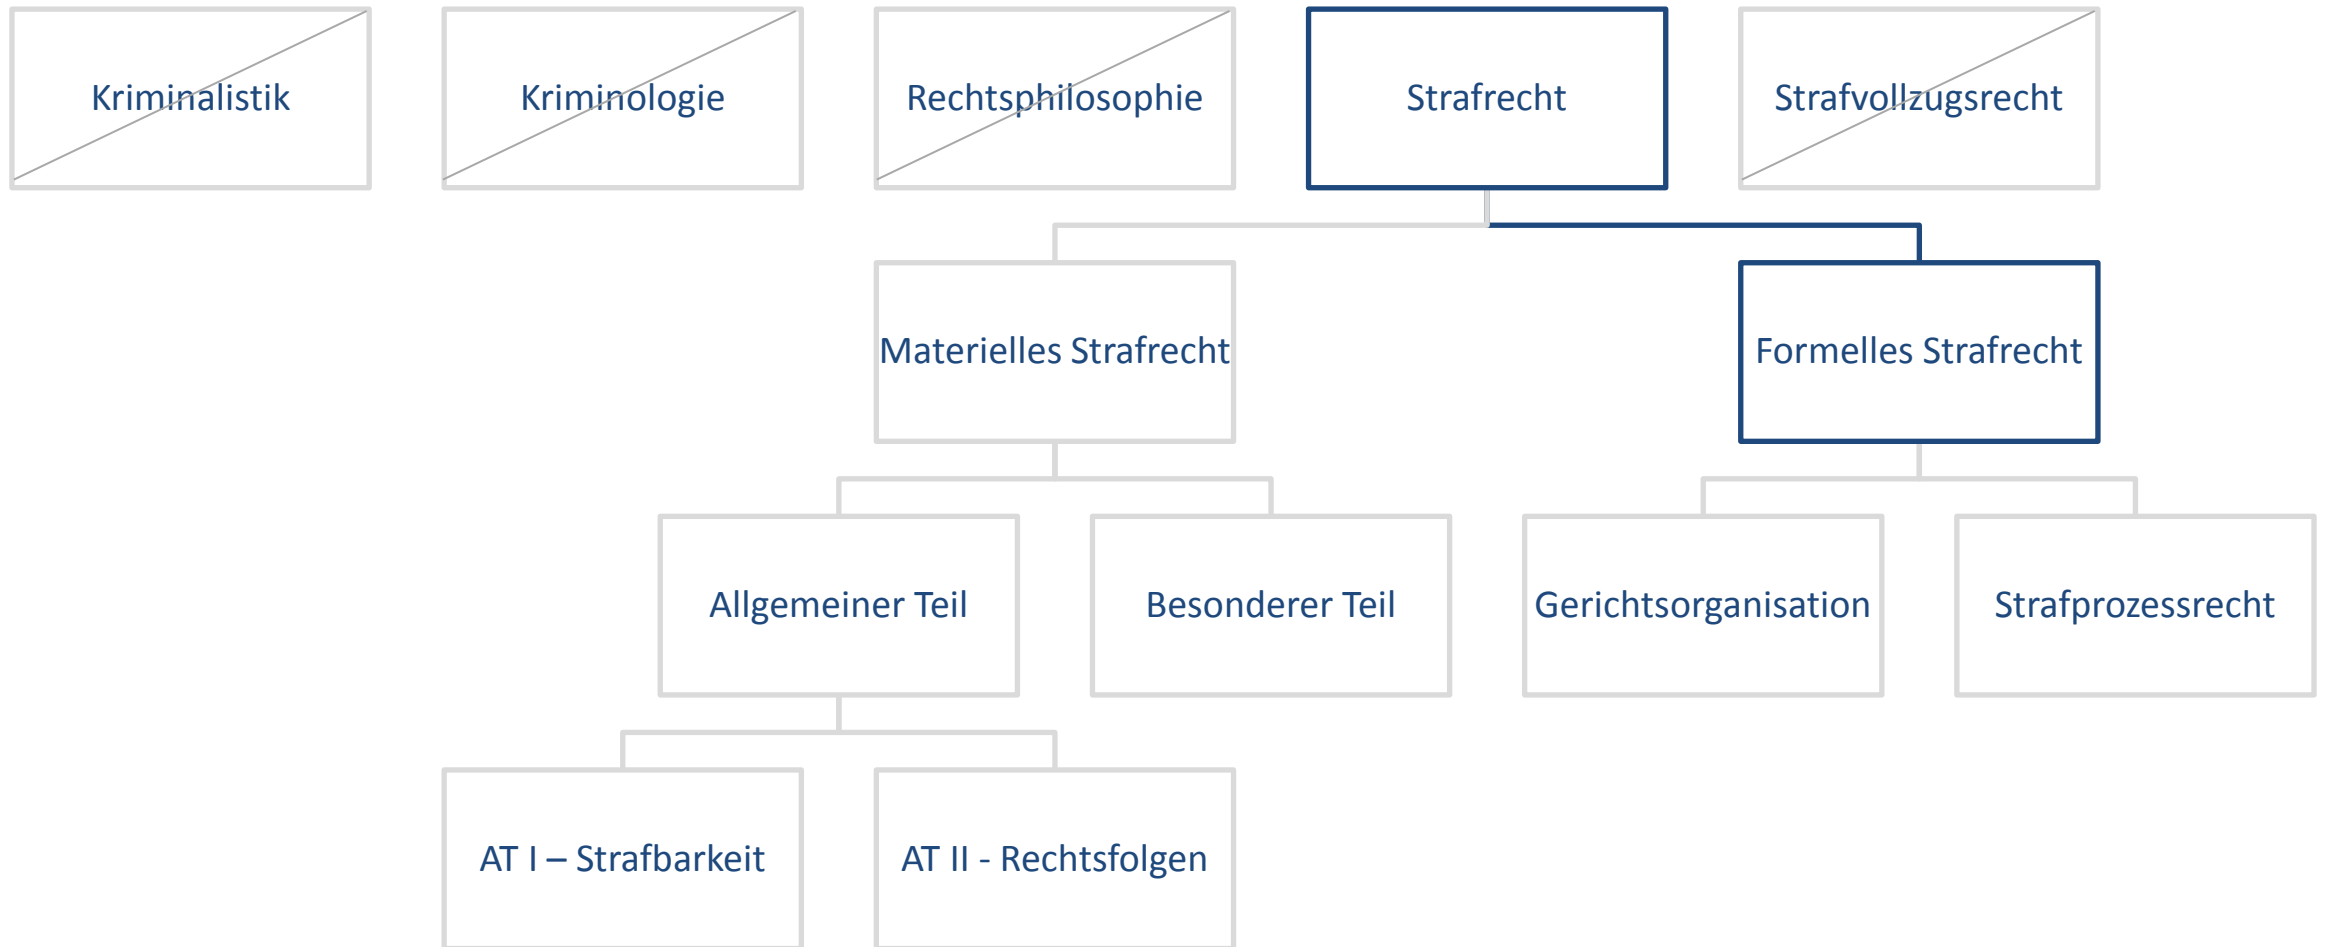 Kriminalistik
Kriminologie
Rechtsphilosophie
Strafrecht
Strafvollzugsrecht
Materielles Strafrecht
Formelles Strafrecht
Allgemeiner Teil
Besonderer Teil
Gerichtsorganisation
Strafprozessrecht
AT I – Strafbarkeit
AT II - Rechtsfolgen